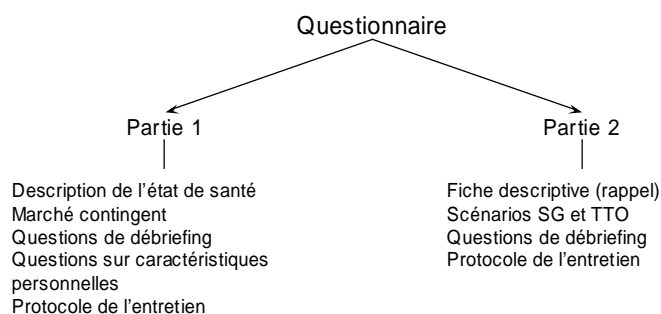 Questionnaire
Partie 1
Partie 2
Description de l'état de santé
Marché contingent
Questions de débriefing
Questions sur caractéristiques
personnelles
Protocole de l'entretien
Fiche descriptive (rappel)
Scénarios SG et TTO
Questions de débriefing
Protocole de l'entretien